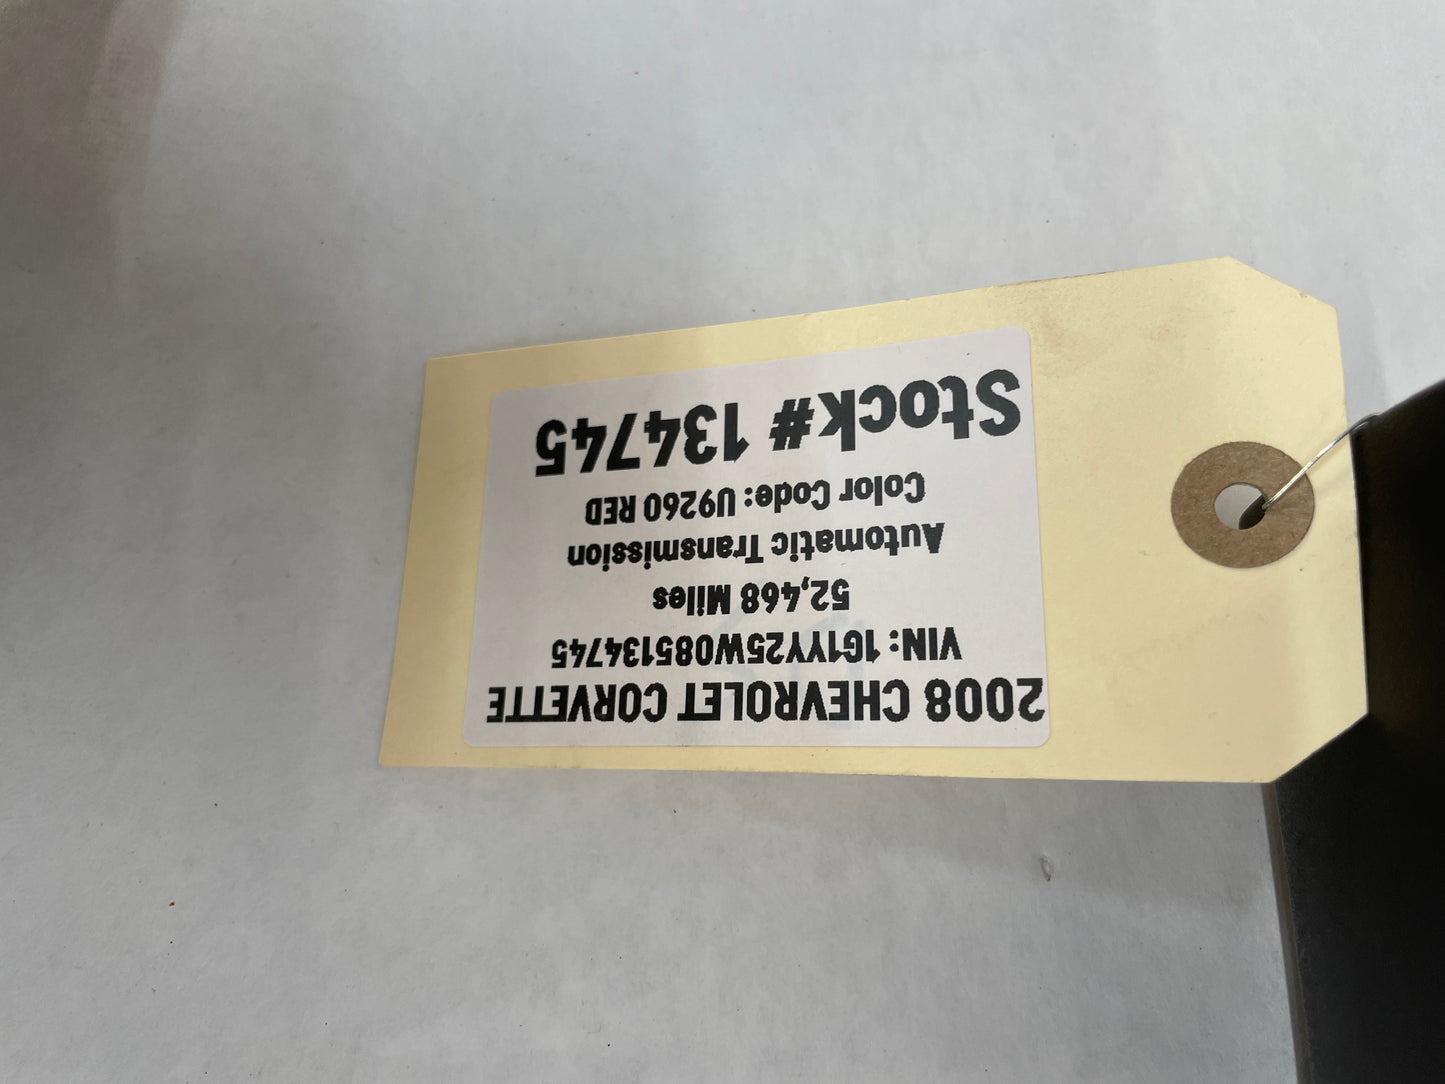 2008 CHEVROLET CORVETTE
VIN: 1G1YY25W085134745
52,468 Miles
Automatic Transmission
Color Code: U9260 RED
Stock# 134745